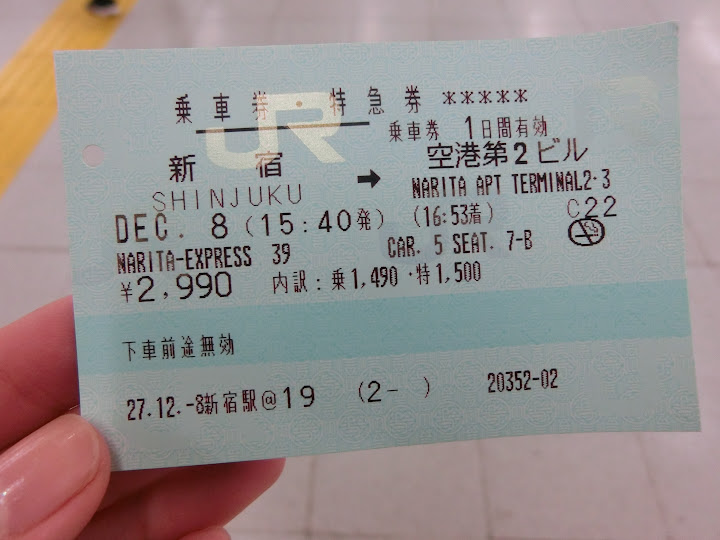 乗車券・特急券 *****
乗車券 1日間有効
新宿 → 空港第2ビル
SHINJUKU NARITA APT TERMINAL2・3
DEC. 8 (15:40発) (16:53着) C22
NARITA-EXPRESS 39 CAR. 5 SEAT. 7-B
¥2,990 内訳:乗1,490・特1,500
下車前途無効
27.12.-8新宿駅@19 (2- ) 20352-02
JR